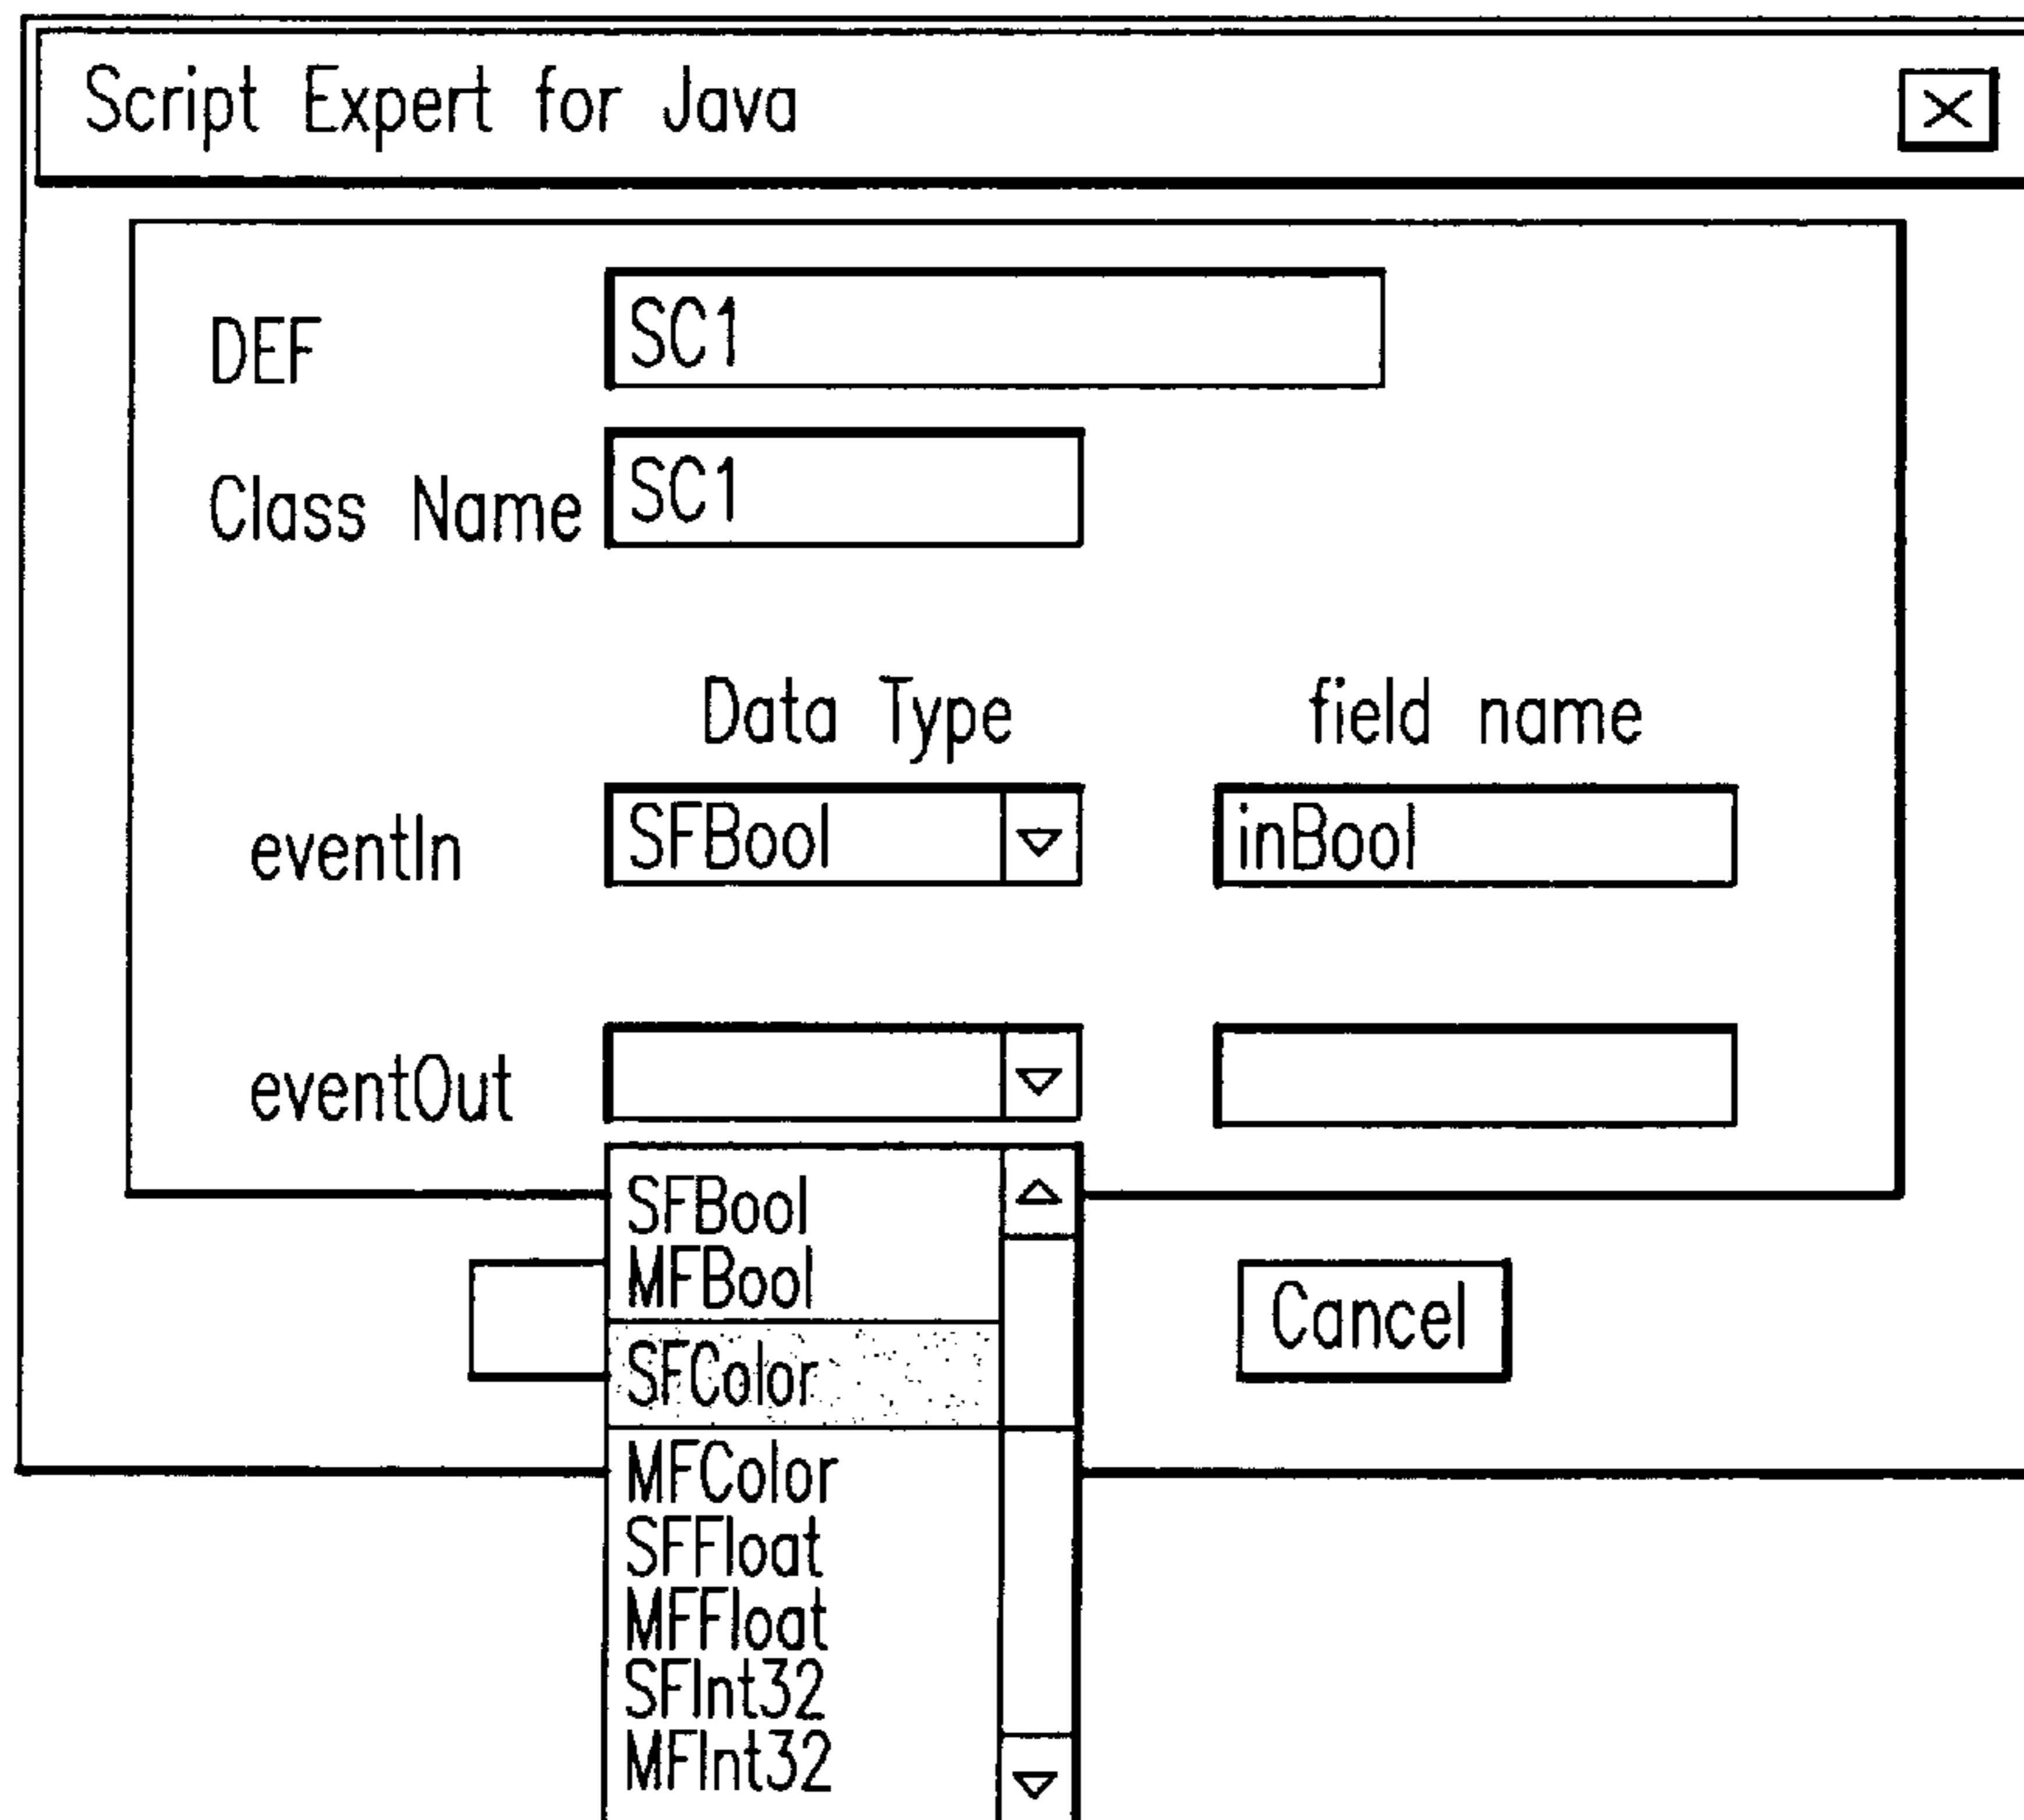 Script Expert for Java
DEF SC1
Class Name SC1
Data Type field name
eventIn SFBool inBool
eventOut
SFBool
MFBool
SFColor
MFColor
SFFloat
MFFloat
SFInt32
MFInt32
Cancel